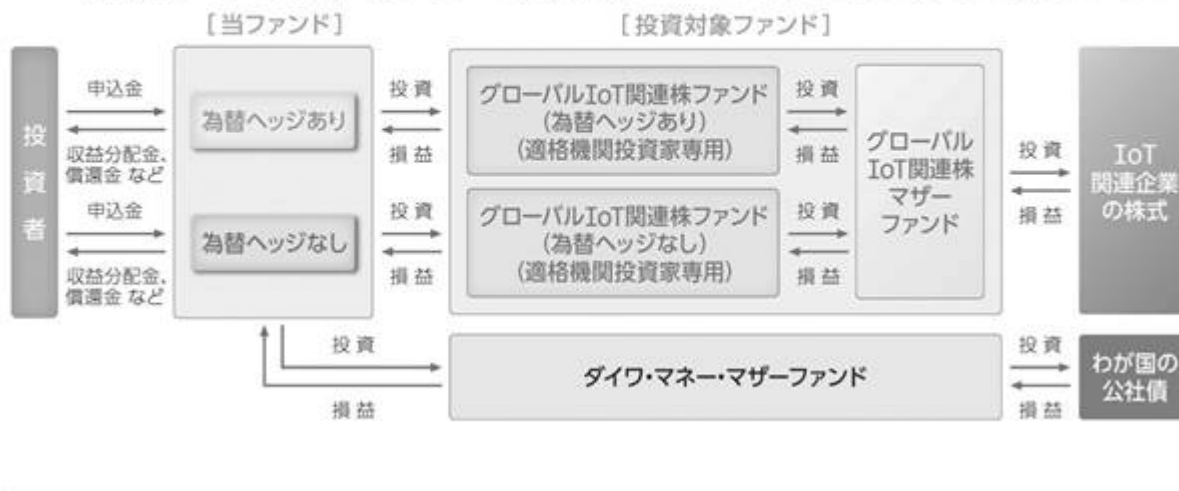 [当ファンド]
[投資対象ファンド]
投資者
申込金
収益分配金、
償還金 など
申込金
収益分配金、
償還金 など
為替ヘッジあり
為替ヘッジなし
投資
損益
投資
損益
グローバルIoT関連株ファンド
(為替ヘッジあり)
(適格機関投資家専用)
グローバルIoT関連株ファンド
(為替ヘッジなし)
(適格機関投資家専用)
投資
損益
投資
損益
グローバル
IoT関連株
マザー
ファンド
投資
損益
IoT
関連企業
の株式
投資
損益
ダイワ・マネー・マザーファンド
投資
損益
わが国の
公社債